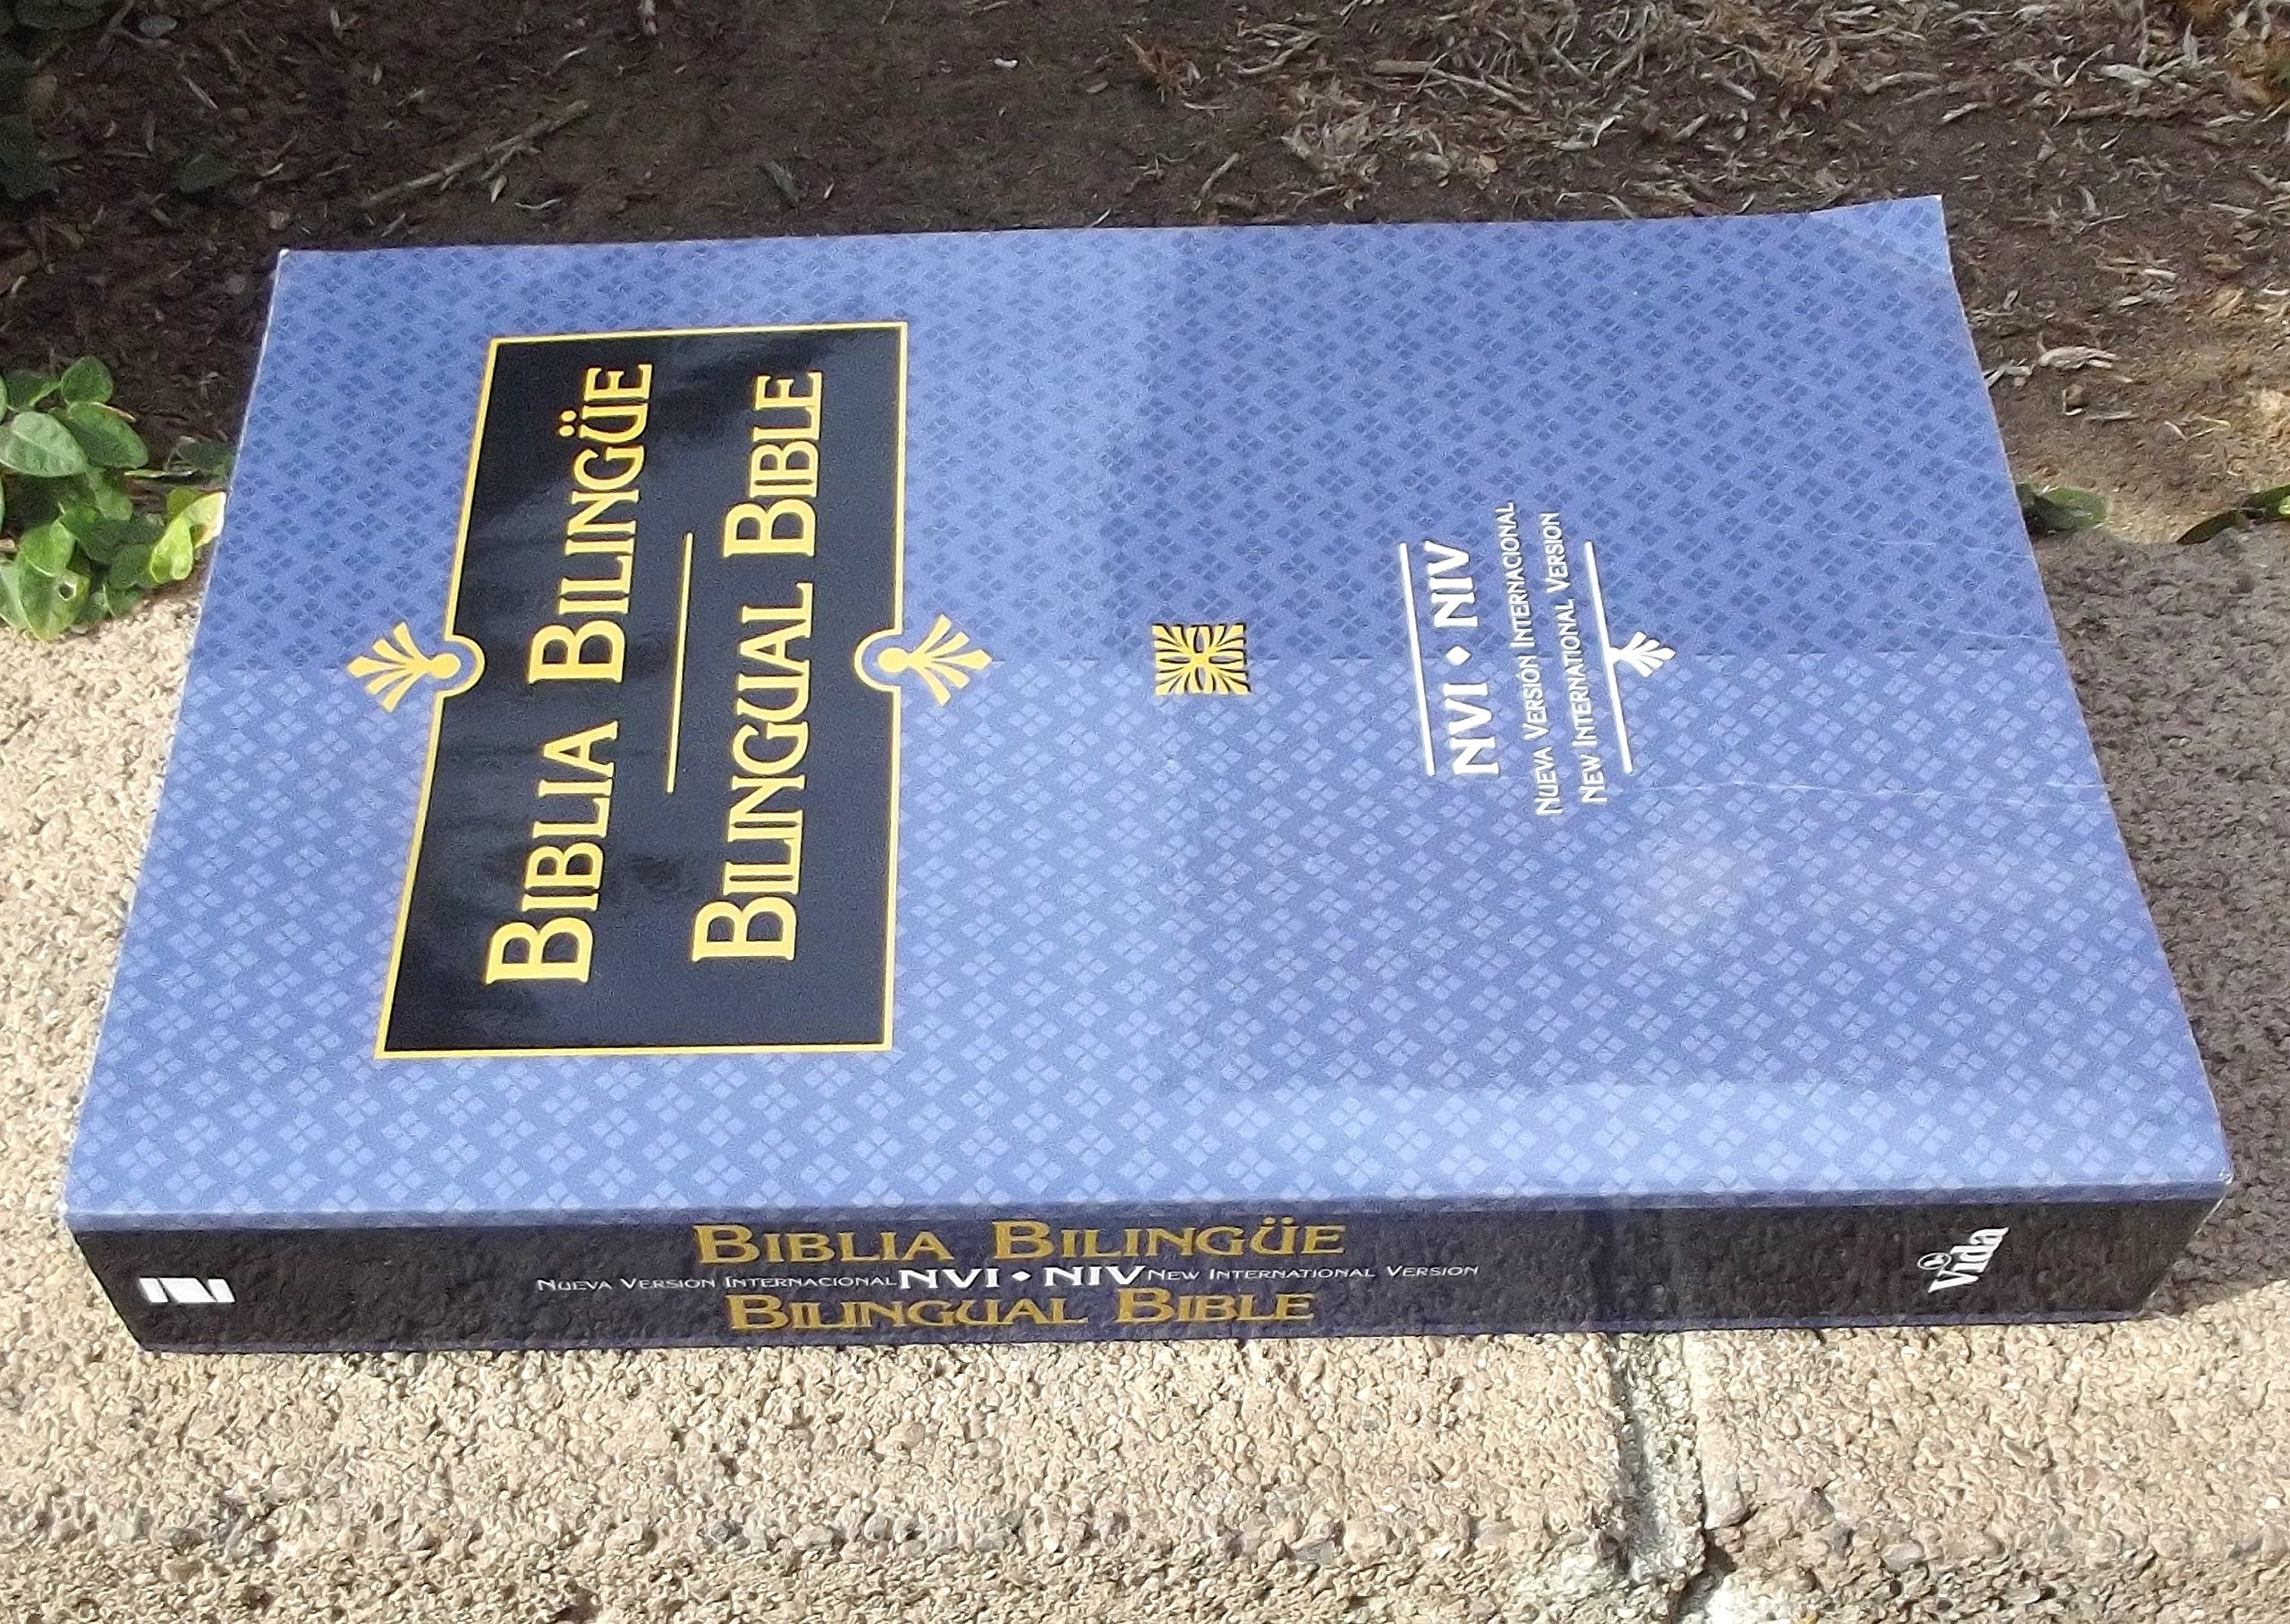 BIBLIA BILINGÜE
BILINGUAL BIBLE
NVI • NIV
NUEVA VERSIÓN INTERNACIONAL
NEW INTERNATIONAL VERSION
BIBLIA BILINGÜE
NUEVA VERSION INTERNACIONAL NVI • NIV NEW INTERNATIONAL VERSION
BILINGUAL BIBLE
Vida